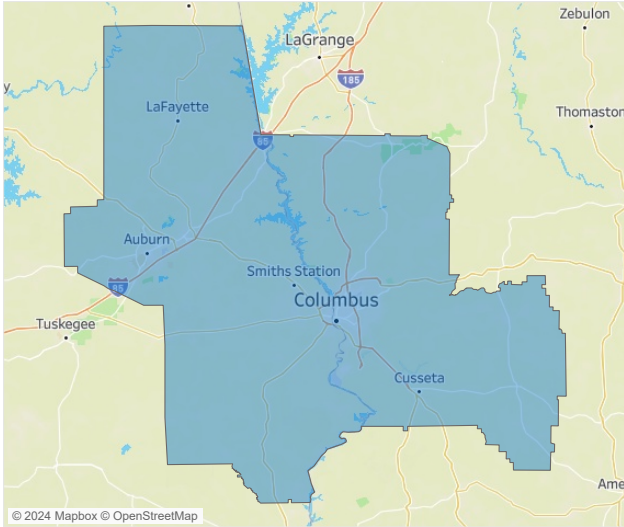 Zebulon
LaGrange
185
y
LaFayette
Thomaston
85
Auburn
Smiths Station
85
Columbus
Tuskegee
Cusseta
Ame
© 2024 Mapbox © OpenStreetMap